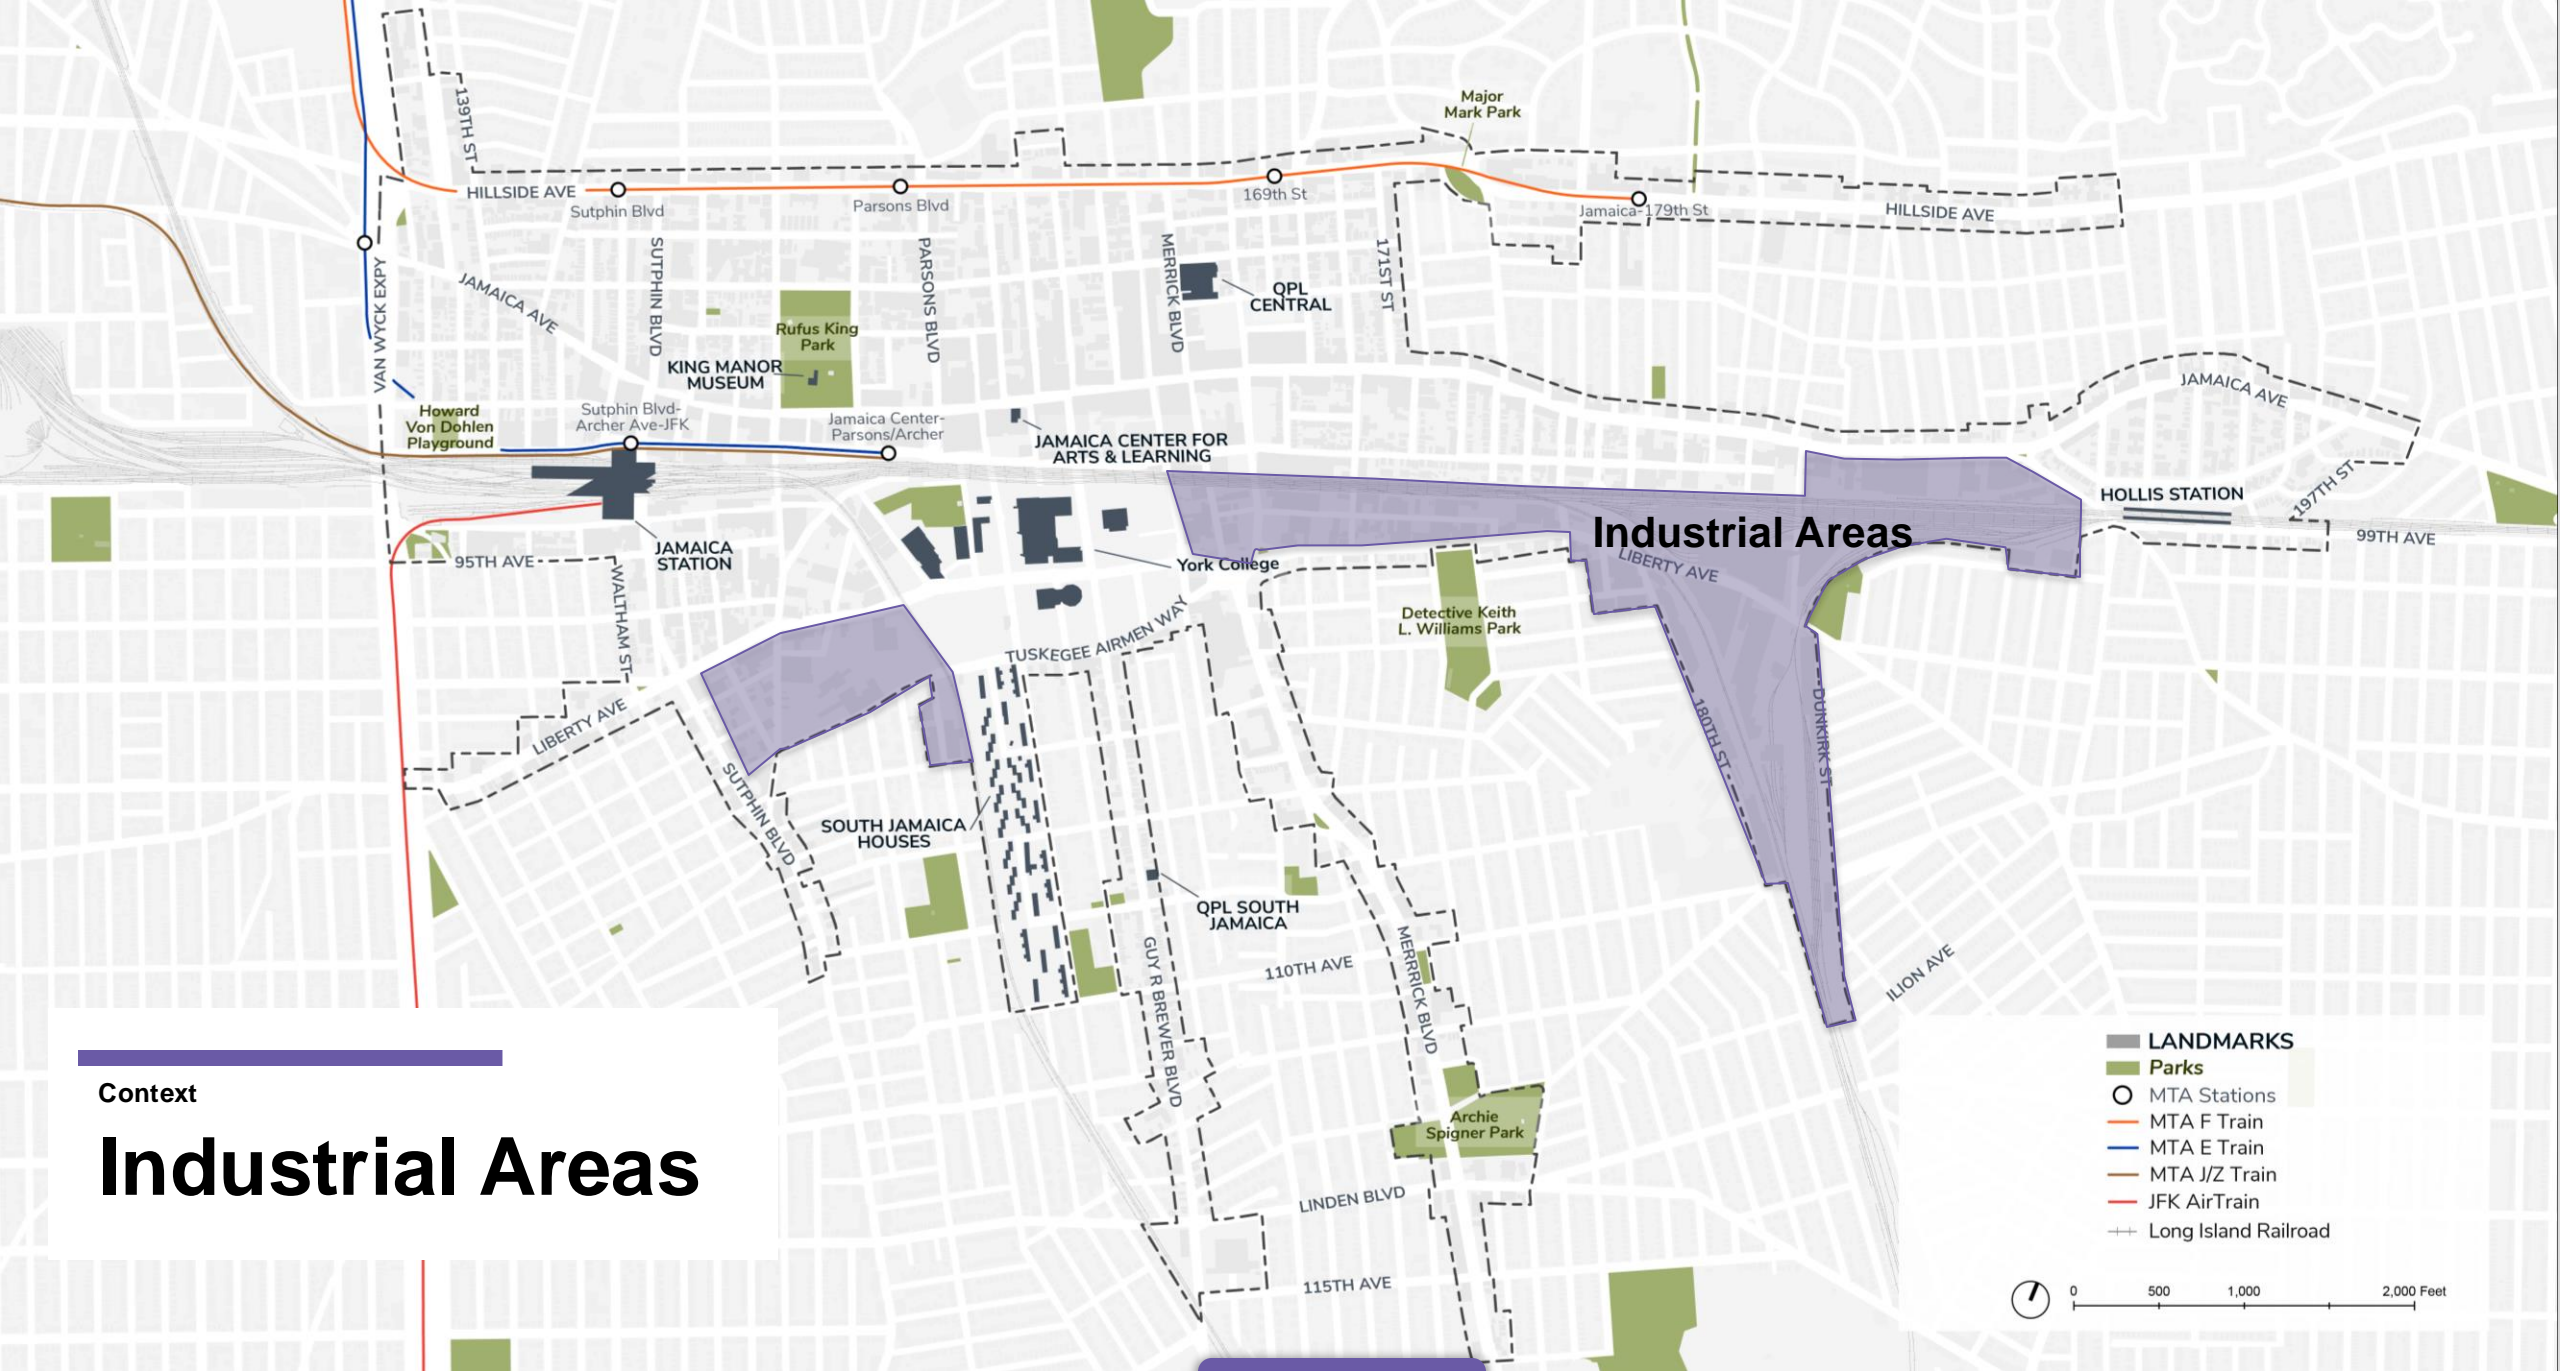 139TH ST
Major
Mark Park
HILLSIDE AVE
Sutphin Blvd
Parsons Blvd
169th St
Jamaica-179th St
HILLSIDE AVE
VAN WYCK EXPY
JAMAICA AVE
SUTPHIN BLVD
PARSONS BLVD
MERRICK BLVD
171ST ST
QPL
CENTRAL
Rufus King
Park
KING MANOR
MUSEUM
JAMAICA AVE
Howard
Von Dohlen
Playground
Sutphin Blvd-
Archer Ave-JFK
Jamaica Center-
Parsons/Archer
JAMAICA CENTER FOR
ARTS & LEARNING
HOLLIS STATION
197TH ST
99TH AVE
Industrial Areas
LIBERTY AVE
JAMAICA
STATION
95TH AVE
WALTHAM ST
York College
TUSKEGEE AIRMEN WAY
Detective Keith
L. Williams Park
LIBERTY AVE
180TH ST
DUNKIRK ST
SUTPHIN BLVD
SOUTH JAMAICA
HOUSES
QPL SOUTH
JAMAICA
GUY R BREWER BLVD
110TH AVE
MERRRICK BLVD
ILION AVE
Archie
Spigner Park
LINDEN BLVD
115TH AVE
Context
Industrial Areas
LANDMARKS
Parks
MTA Stations
MTA F Train
MTA E Train
MTA J/Z Train
JFK AirTrain
Long Island Railroad
0 500 1,000 2,000 Feet